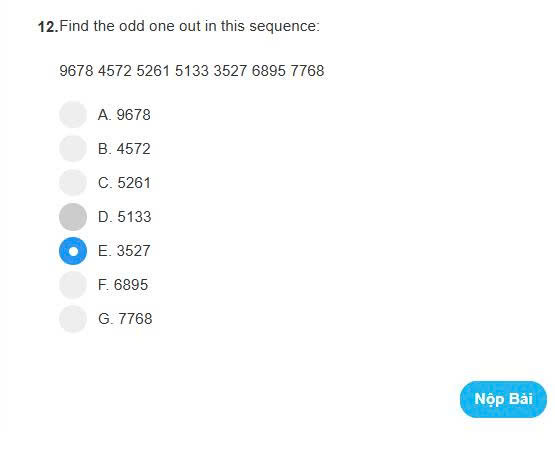 12.Find the odd one out in this sequence:
9678 4572 5261 5133 3527 6895 7768
A. 9678
B. 4572
C. 5261
D. 5133
E. 3527
F. 6895
G. 7768
Nộp Bài